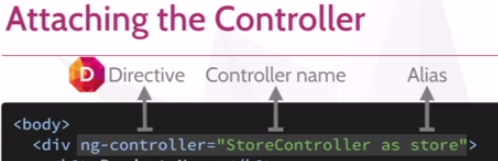 Attaching the Controller
D Directive Controller name Alias
<body>
<div ng-controller="StoreController as store">